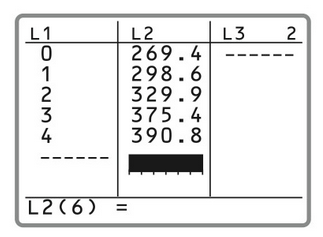 L1 L2 L3 2
0 269.4 ------
1 298.6
2 329.9
3 375.4
4 390.8
------
L2(6) =